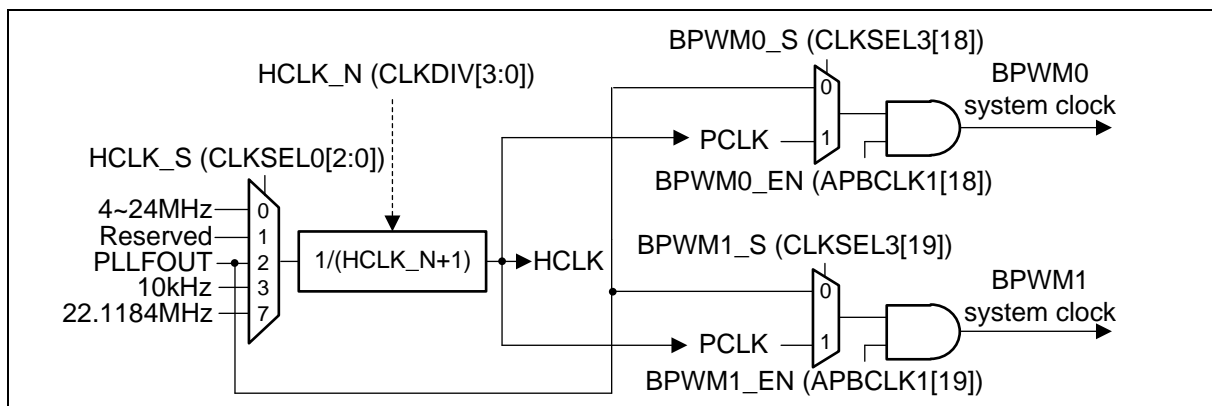 BPWM0_S (CLKSEL3[18])
HCLK_N (CLKDIV[3:0])
BPWM0
system clock
0
1
PCLK
HCLK_S (CLKSEL0[2:0])
BPWM0_EN (APBCLK1[18])
4~24MHz
0
Reserved
1
PLLFOUT
2
10kHz
3
22.1184MHz
7
1/(HCLK_N+1)
HCLK
BPWM1_S (CLKSEL3[19])
BPWM1
system clock
0
1
PCLK
BPWM1_EN (APBCLK1[19])